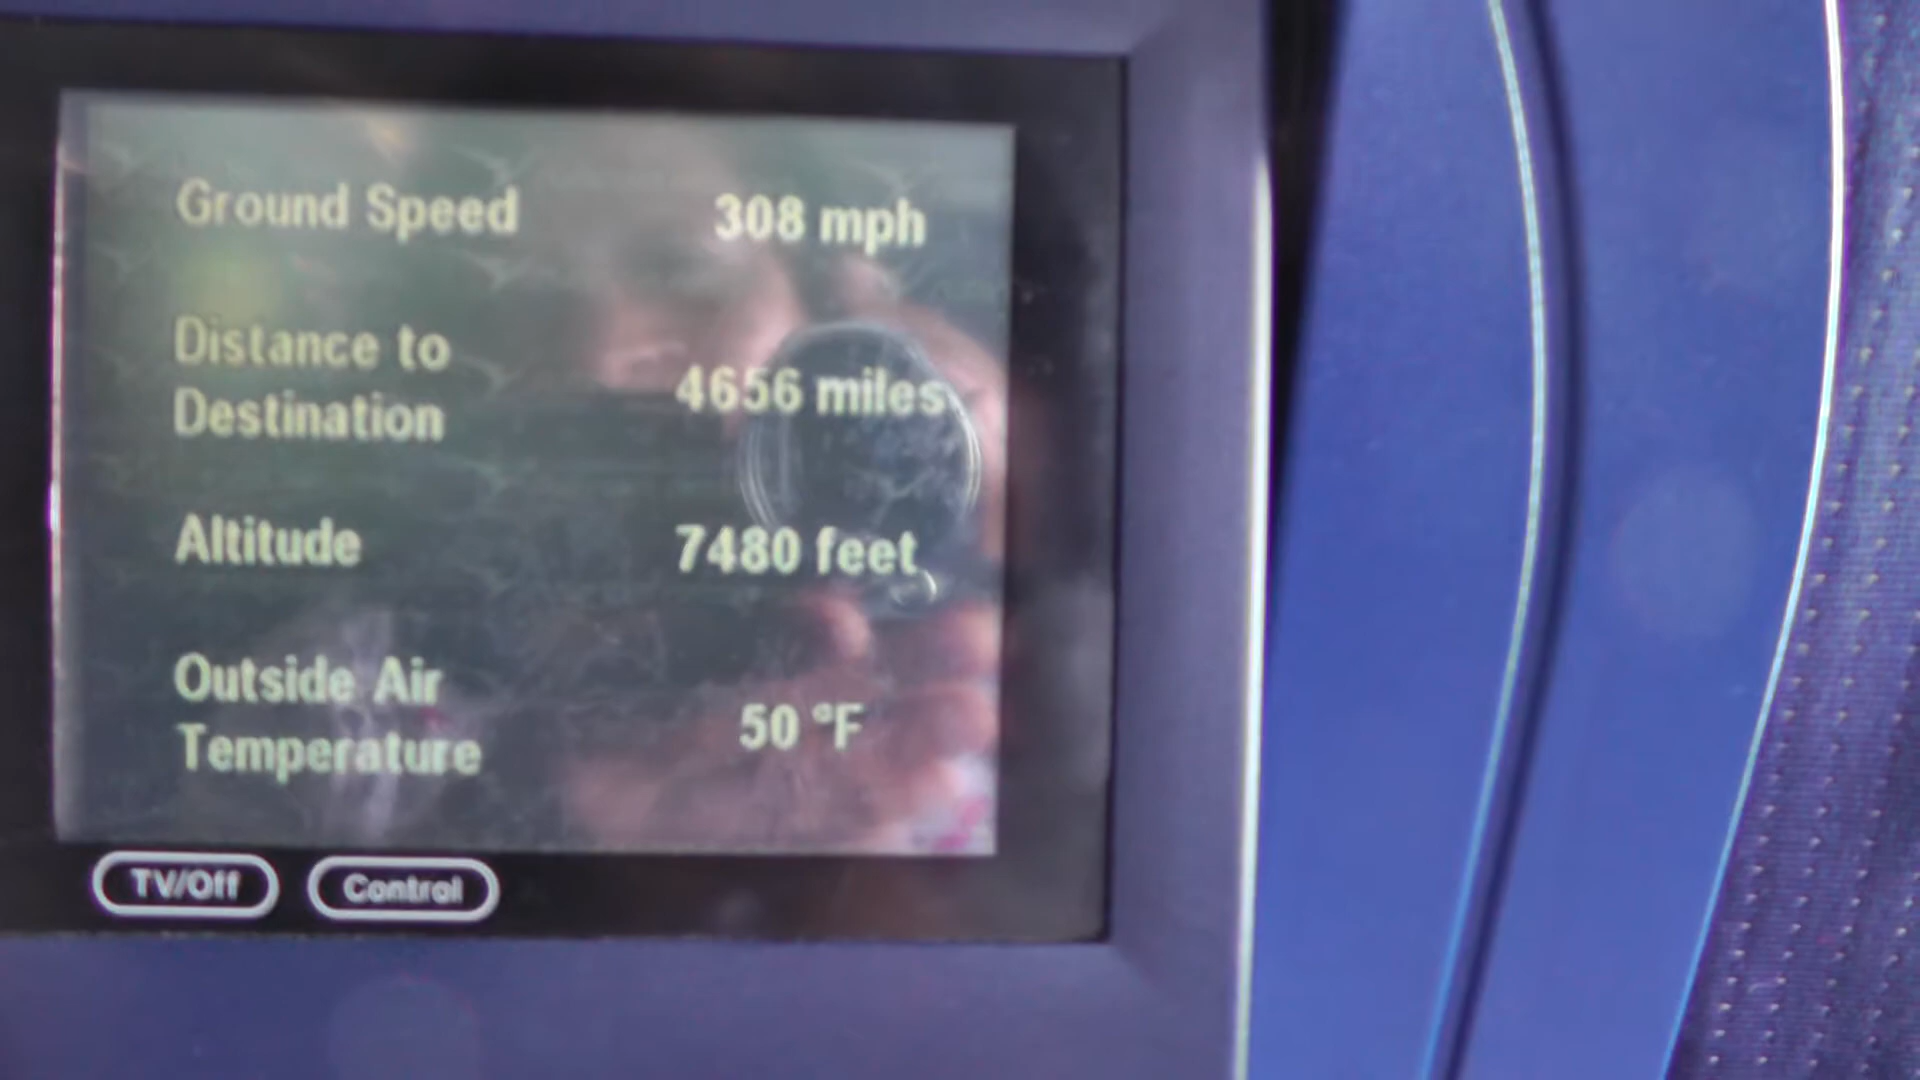 Ground Speed 308 mph
Distance to
Destination 4656 miles
Altitude 7480 feet
Outside Air
Temperature 50 °F
TV/Off Control